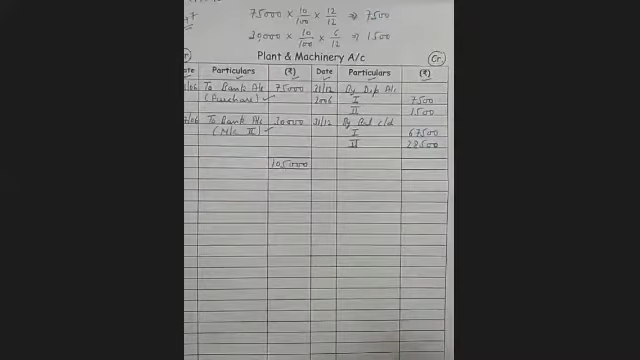 75000 × 10/100 × 12/12 ⇒ 7500
30,000 × 10/100 × 6/12 ⇒ 1500
Plant & Machinery A/c
Cr.
Particulars (₹) Date Particulars (₹)
To Bank A/c 75000 31/12 By Dep A/c
(Purchase) 2006 I 7500
II 1500
To Bank A/c 30000 31/12 By Bal c/d
(M/c II) I 67500
II 28500
105000